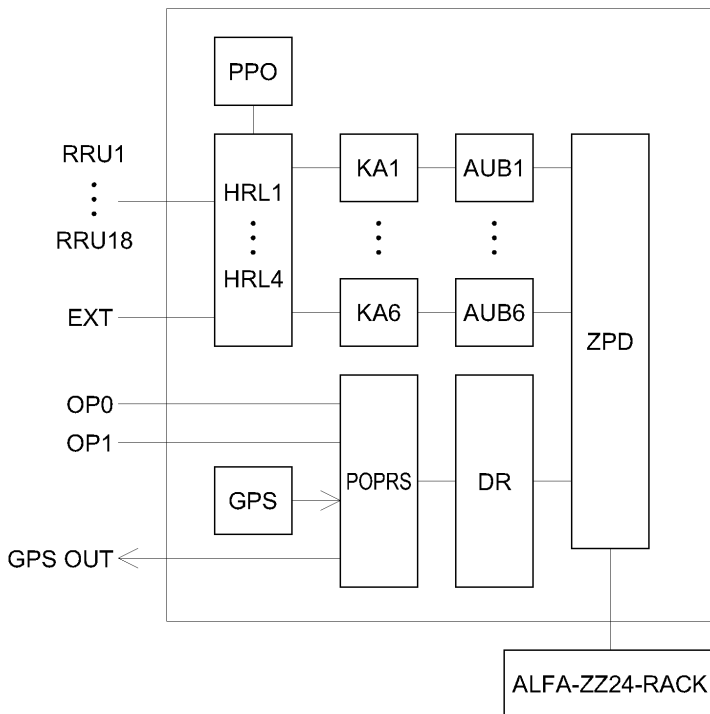 PPO
RRU1
RRU18
EXT
HRL1
HRL4
KA1
AUB1
KA6
AUB6
ZPD
OP0
OP1
GPS
POPRS
DR
GPS OUT
ALFA-ZZ24-RACK